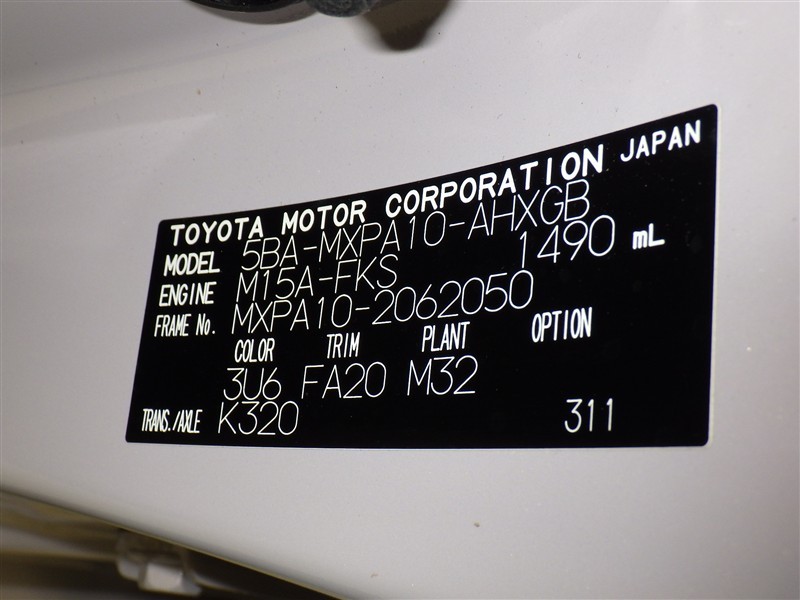 TOYOTA MOTOR CORPORATION JAPAN
MODEL 5BA-MXPA10-AHXGB
ENGINE M15A-FKS 1490 mL
FRAME No. MXPA10-2062050
COLOR TRIM PLANT OPTION
3U6 FA20 M32
TRANS./AXLE K320 311